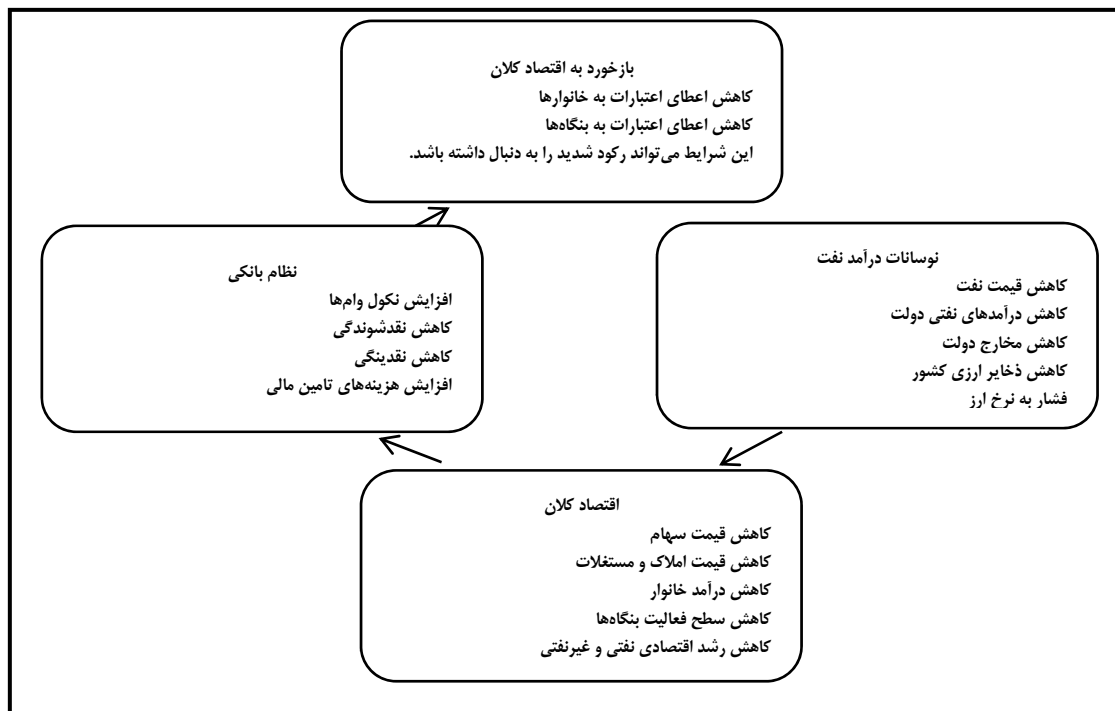 بازخورد به اقتصاد کلان
کاهش اعطای اعتبارات به خانوارها
کاهش اعطای اعتبارات به بنگاه‌ها
این شرایط می‌تواند رکود شدید را به دنبال داشته باشد.
نوسانات درآمد نفت
کاهش قیمت نفت
کاهش درآمدهای نفتی دولت
کاهش مخارج دولت
کاهش ذخایر ارزی کشور
فشار به نرخ ارز
نظام بانکی
افزایش نکول وام‌ها
کاهش نقدشوندگی
کاهش نقدینگی
افزایش هزینه‌های تامین مالی
اقتصاد کلان
کاهش قیمت سهام
کاهش قیمت املاک و مستغلات
کاهش درآمد خانوار
کاهش سطح فعالیت بنگاه‌ها
کاهش رشد اقتصادی نفتی و غیرنفتی